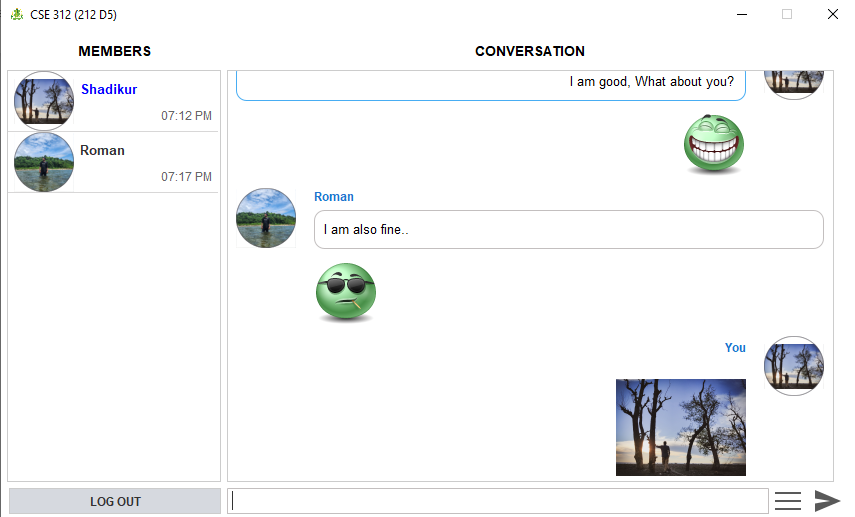 CSE 312 (212 D5)
MEMBERS
CONVERSATION
Shadikur
07:12 PM
Roman
07:17 PM
I am good, What about you?
Roman
I am also fine..
You
LOG OUT